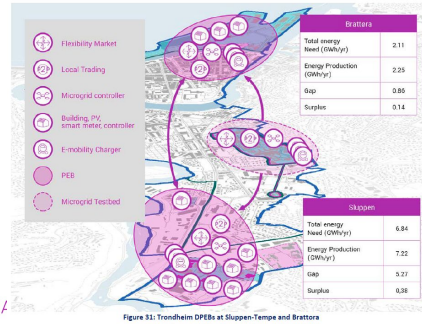 Flexibility Market
Local Trading
Microgrid controller
Building, PV,
smart meter, controller
E-mobility Charger
PEB
Microgrid Testbed
Brattera
Total energy
Need (GWh/yr)
2.11
Energy Production
(GWh/yr)
2.25
Gap
0.86
Surplus
0.14
Sluppen
Total energy
Need (GWh/yr)
6.84
Energy Production
(GWh/yr)
7.22
Gap
5.27
Surplus
0,38
Figure 31: Trondheim DPEBs at Sluppen-Tempe and Brattora